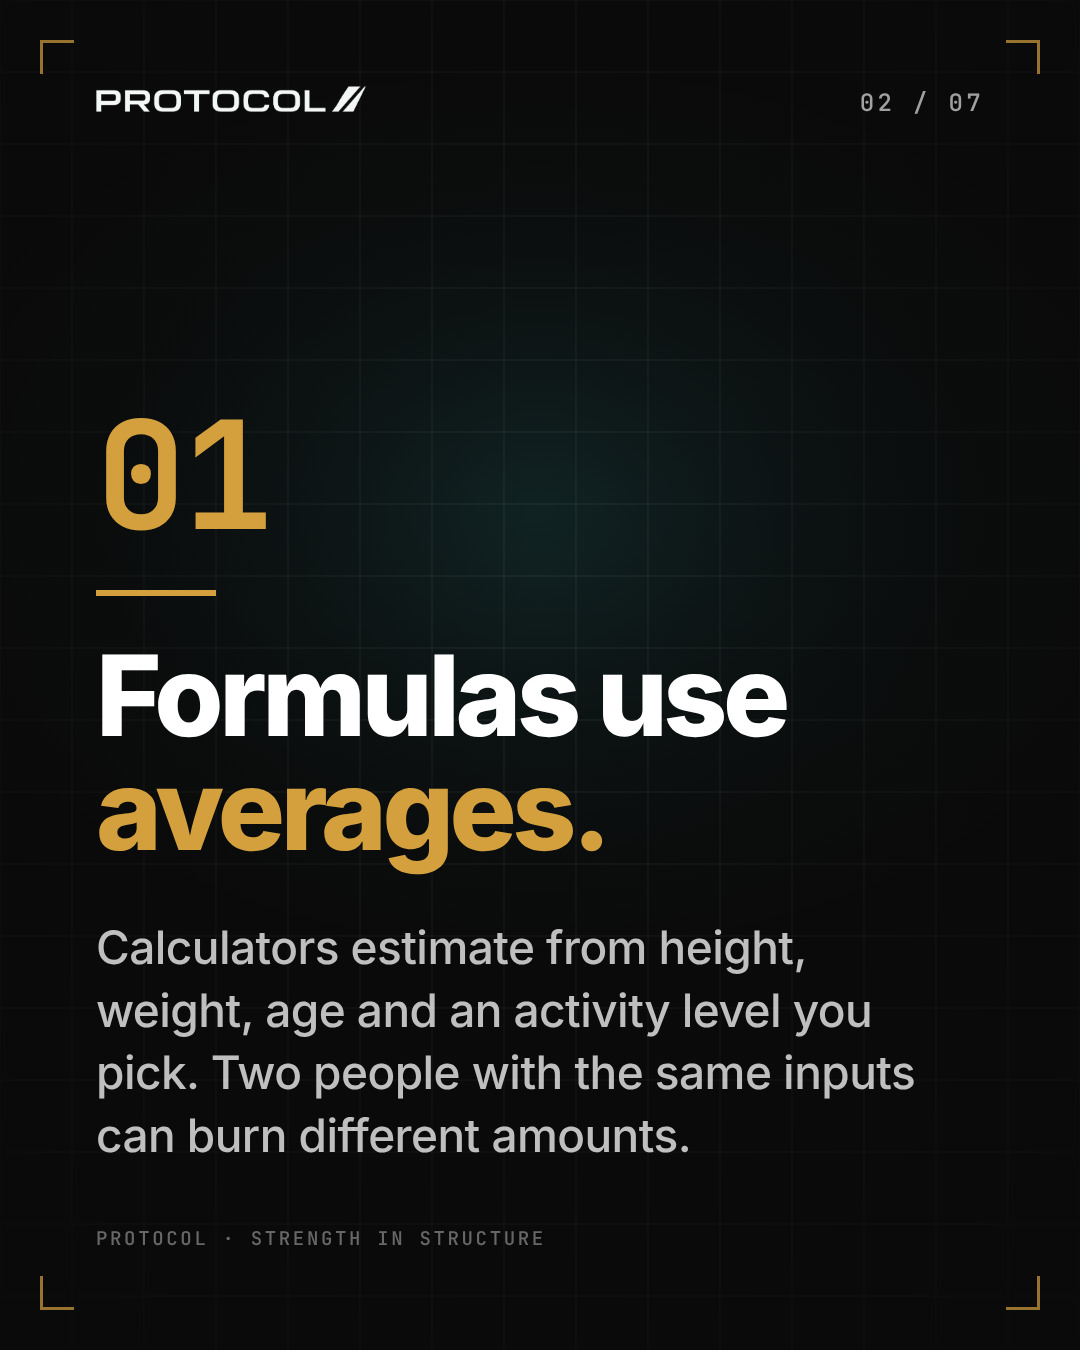 PROTOCOL
02 / 07
01
Formulas use
averages.
Calculators estimate from height,
weight, age and an activity level you
pick. Two people with the same inputs
can burn different amounts.
PROTOCOL · STRENGTH IN STRUCTURE